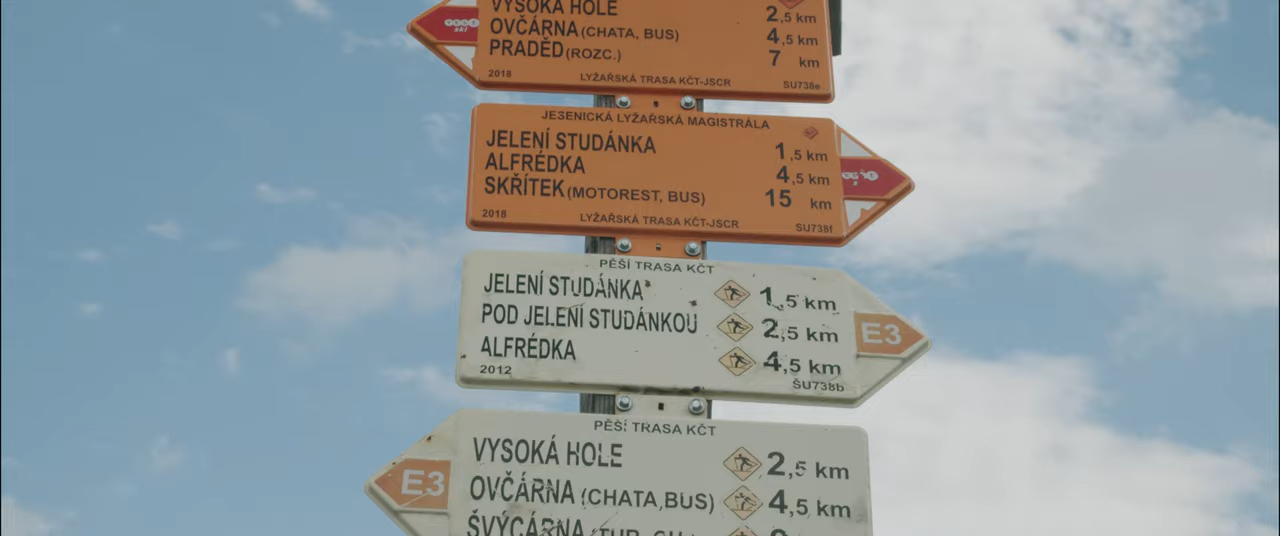 VYSOKÁ HOLE 2,5 km
OVČÁRNA (CHATA, BUS) 4,5 km
PRADĚD (ROZC.) 7 km
2018 LYŽAŘSKÁ TRASA KČT-JSCR SU738e
JESENICKÁ LYŽAŘSKÁ MAGISTRÁLA
JELENÍ STUDÁNKA 1,5 km
ALFRÉDKA 4,5 km
SKŘÍTEK (MOTOREST, BUS) 15 km
2018 LYŽAŘSKÁ TRASA KČT-JSCR SU738f
PĚŠÍ TRASA KČT
JELENÍ STUDÁNKA 1,5 km
POD JELENÍ STUDÁNKOU 2,5 km
E3
ALFRÉDKA 4,5 km
2012 ŠU738b
PĚŠÍ TRASA KČT
VYSOKÁ HOLE 2,5 km
E3
OVČÁRNA (CHATA, BUS) 4,5 km
ŠVÝCÁRNA